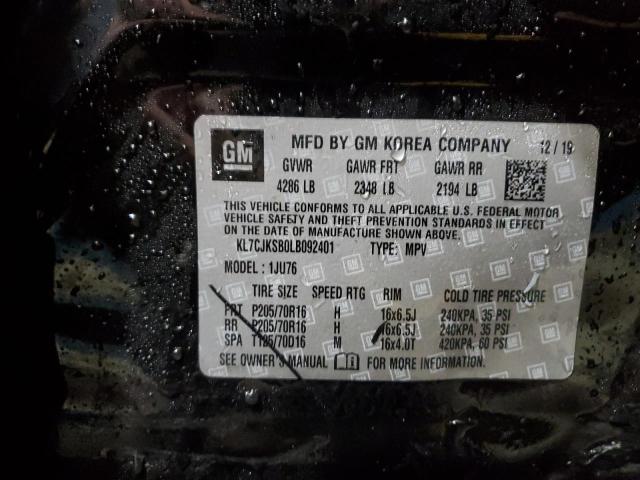 GM
MFD BY GM KOREA COMPANY 12/19
GVWR GAWR FRT GAWR RR
4286 LB 2348 LB 2194 LB
THIS VEHICLE CONFORMS TO ALL APPLICABLE U.S. FEDERAL MOTOR
VEHICLE SAFETY AND THEFT PREVENTION STANDARDS IN EFFECT
ON THE DATE OF MANUFACTURE SHOWN ABOVE.
KL7CJKSB0LB092401 TYPE: MPV
MODEL : 1JU76
TIRE SIZE SPEED RTG RIM COLD TIRE PRESSURE
FRT P205/70R16 H 16x6.5J 240KPA, 35 PSI
RR P205/70R16 H 16x6.5J 240KPA, 35 PSI
SPA T125/70D16 M 16x4.0T 420KPA, 60 PSI
SEE OWNER'S MANUAL FOR MORE INFORMATION.